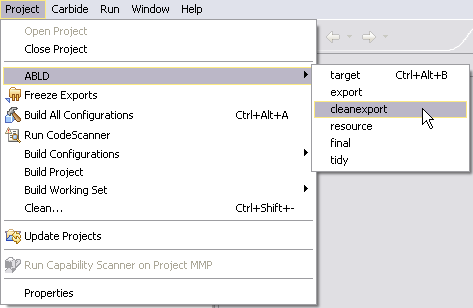 Project Carbide Run Window Help
Open Project
Close Project
ABLD
Freeze Exports
Build All Configurations Ctrl+Alt+A
Run CodeScanner
Build Configurations
Build Project
Build Working Set
Clean... Ctrl+Shift+-
Update Projects
Run Capability Scanner on Project MMP
Properties
target Ctrl+Alt+B
export
cleanexport
resource
final
tidy